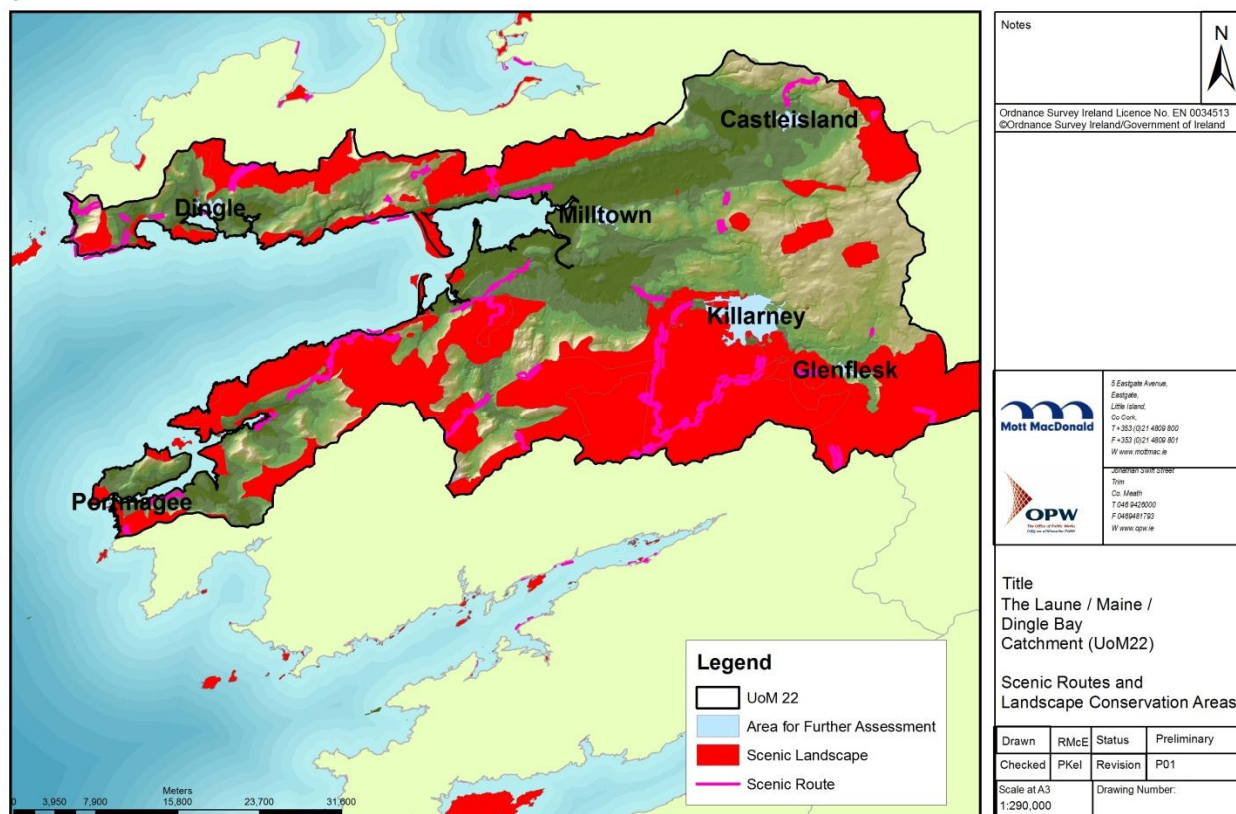 Castleisland
Dingle
Milltown
Killarney
Glenflesk
Portmagee
Legend
UoM 22
Area for Further Assessment
Scenic Landscape
Scenic Route
Meters
0 3,950 7,900 15,800 23,700 31,600
Notes
N
Ordnance Survey Ireland Licence No. EN 0034513
©Ordnance Survey Ireland/Government of Ireland
Mott MacDonald
5 Eastgate Avenue,
Eastgate,
Little Island,
Co Cork,
T +353 (0)21 4809 800
F +353 (0)21 4809 801
W www.mottmac.ie
OPW
The Office of Public Works
Jonathan Swift Street
Trim
Co. Meath
T 046 9426000
F 0469481793
W www.opw.ie
Title
The Laune / Maine /
Dingle Bay
Catchment (UoM22)
Scenic Routes and
Landscape Conservation Areas
Drawn RMcE Status Preliminary
Checked PKel Revision P01
Scale at A3 Drawing Number:
1:290,000